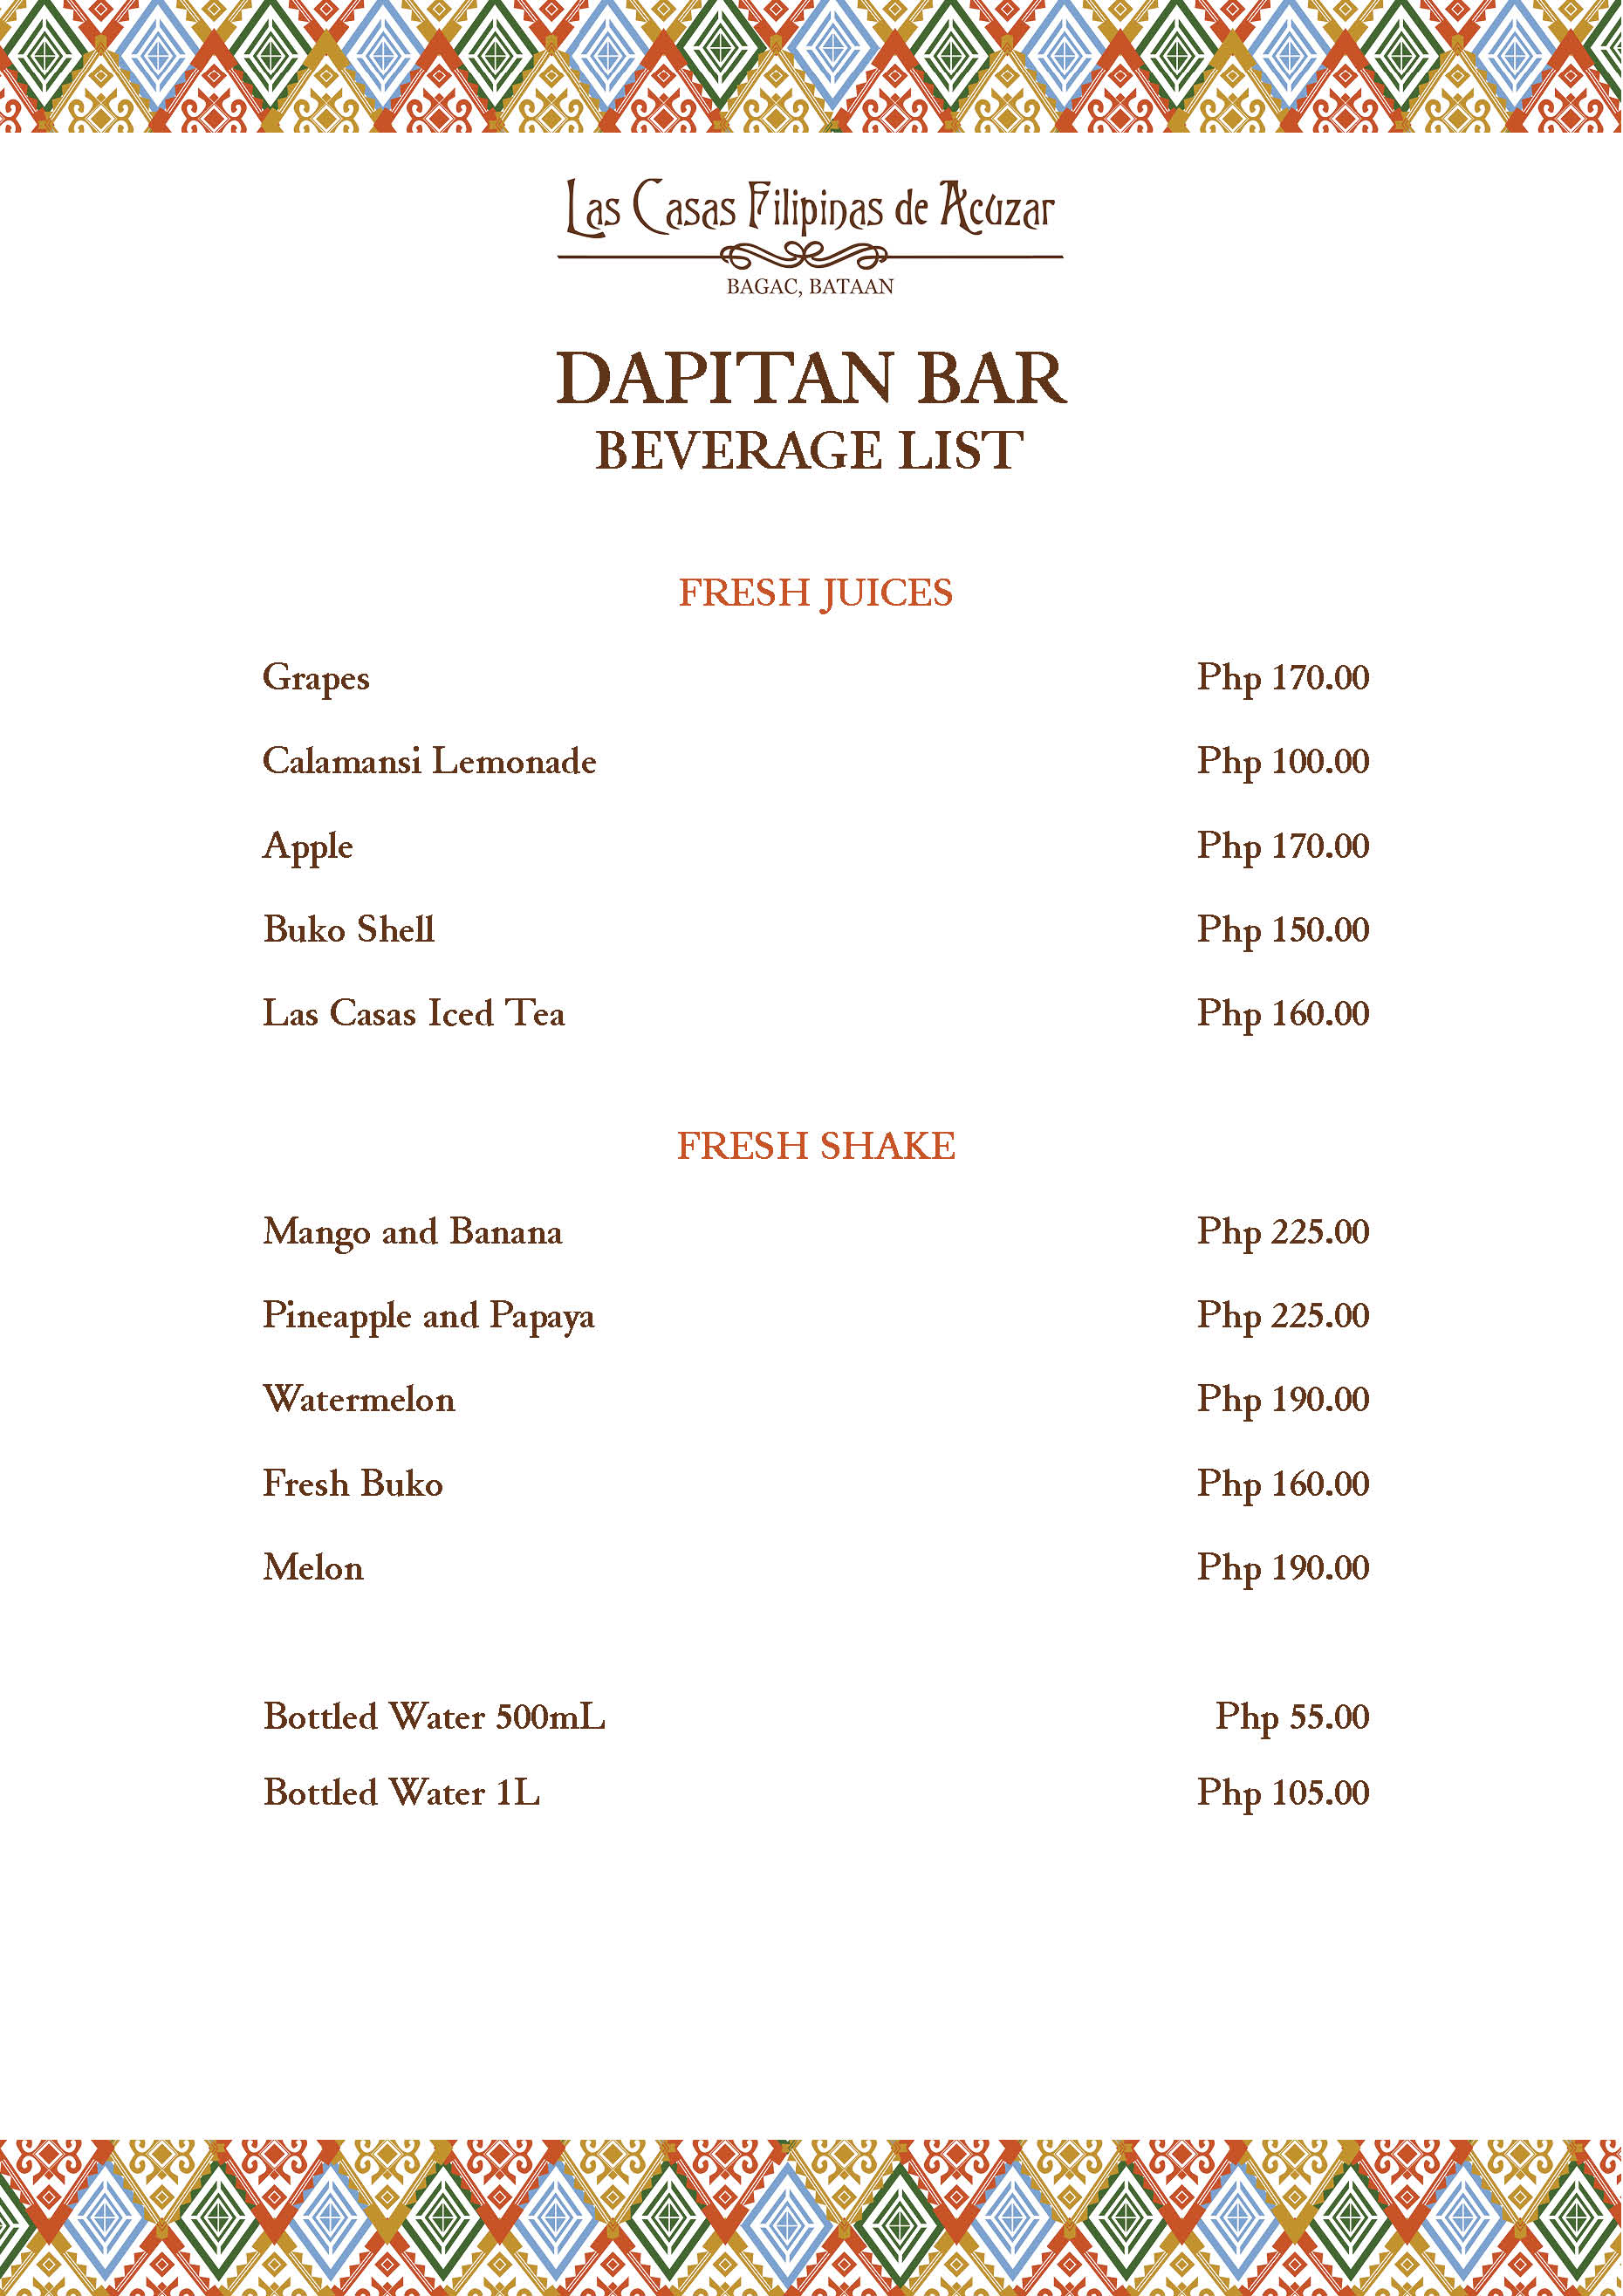 Las Casas Filipinas de Acuzar
BAGAC, BATAAN
DAPITAN BAR
BEVERAGE LIST
FRESH JUICES
Grapes Php 170.00
Calamansi Lemonade Php 100.00
Apple Php 170.00
Buko Shell Php 150.00
Las Casas Iced Tea Php 160.00
FRESH SHAKE
Mango and Banana Php 225.00
Pineapple and Papaya Php 225.00
Watermelon Php 190.00
Fresh Buko Php 160.00
Melon Php 190.00
Bottled Water 500mL Php 55.00
Bottled Water 1L Php 105.00